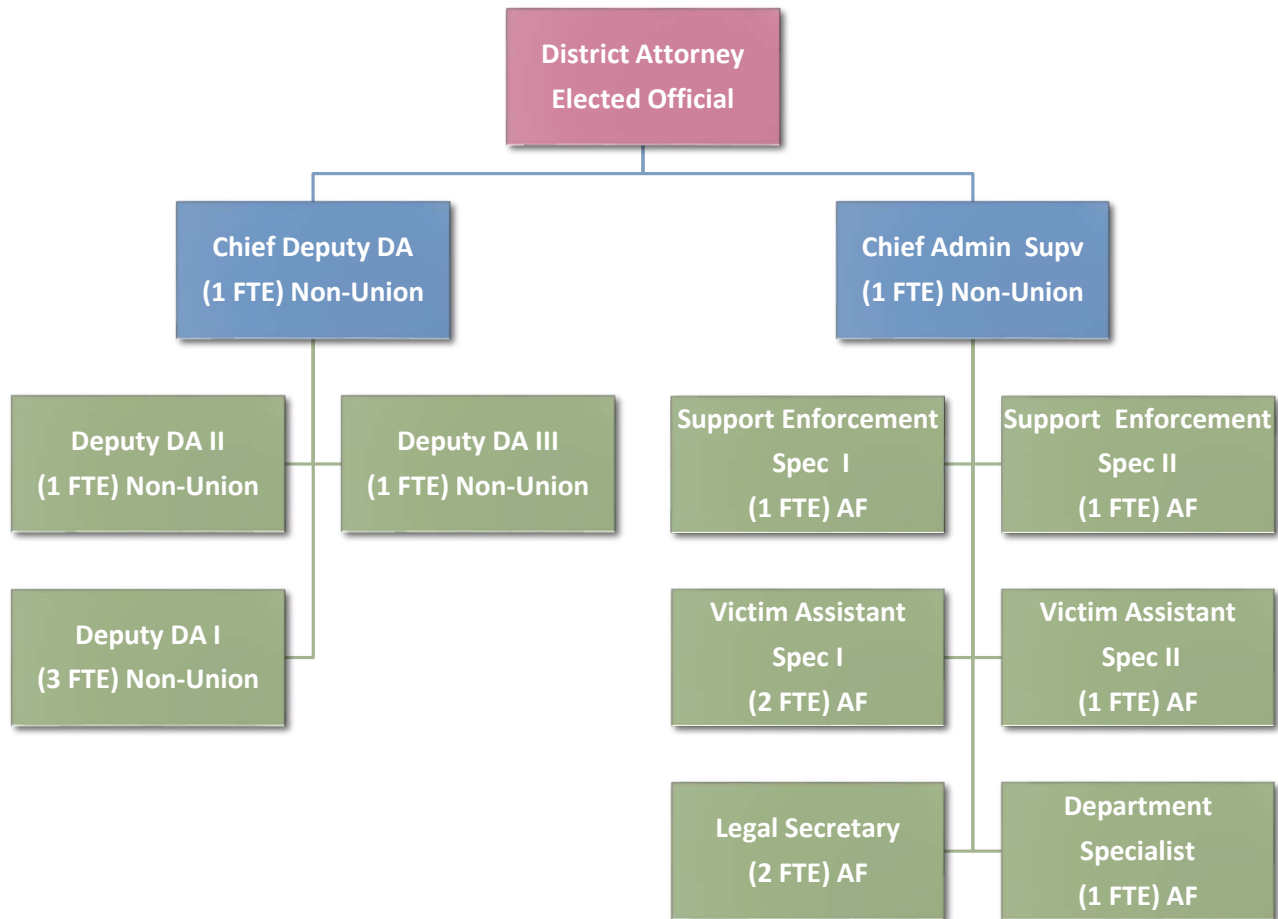 District Attorney
Elected Official
Chief Deputy DA
(1 FTE) Non-Union
Chief Admin  Supv
(1 FTE) Non-Union
Deputy DA II
(1 FTE) Non-Union
Deputy DA III
(1 FTE) Non-Union
Support Enforcement
Spec  I
(1 FTE) AF
Support  Enforcement
Spec II
(1 FTE) AF
Deputy DA I
(3 FTE) Non-Union
Victim Assistant
Spec I
(2 FTE) AF
Victim Assistant
Spec II
(1 FTE) AF
Legal Secretary
(2 FTE) AF
Department
Specialist
(1 FTE) AF